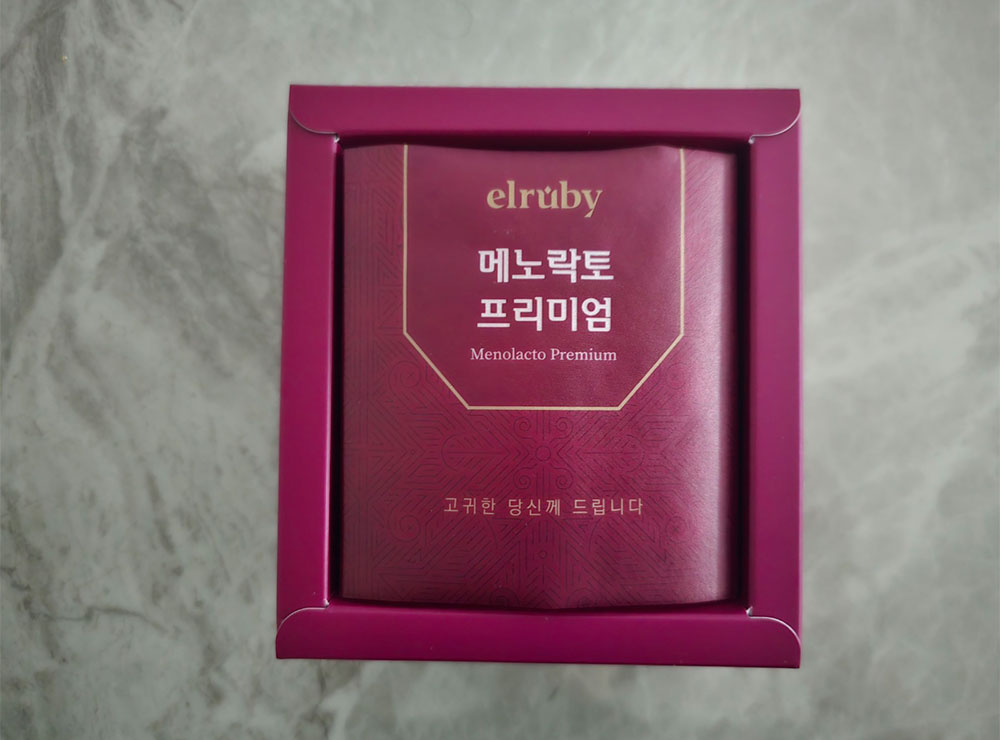 elruby
메노락토
프리미엄
Menolacto Premium
고귀한 당신께 드립니다